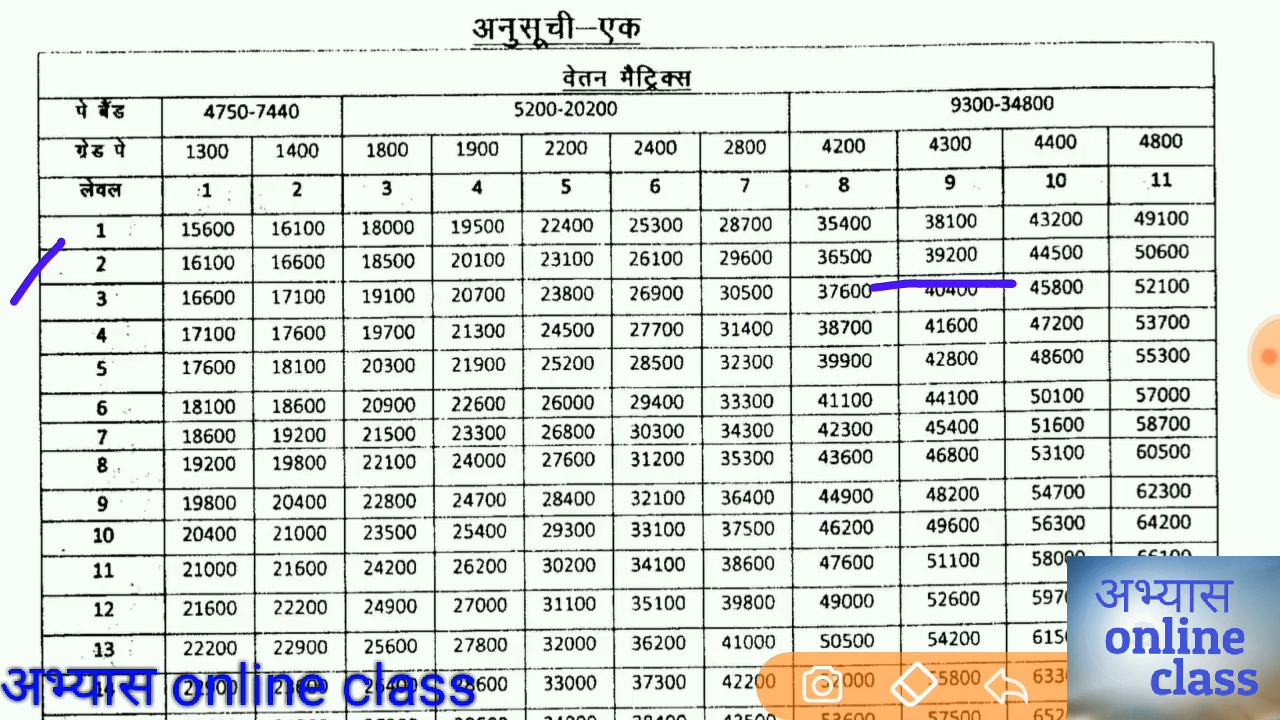 अनुसूची—एक
वेतन मैट्रिक्स
पे बैंड 4750-7440 5200-20200 9300-34800
ग्रेड पे 1300 1400 1800 1900 2200 2400 2800 4200 4300 4400 4800
लेवल 1 2 3 4 5 6 7 8 9 10 11
1 15600 16100 18000 19500 22400 25300 28700 35400 38100 43200 49100
2 16100 16600 18500 20100 23100 26100 29600 36500 39200 44500 50600
3 16600 17100 19100 20700 23800 26900 30500 37600 40400 45800 52100
4 17100 17600 19700 21300 24500 27700 31400 38700 41600 47200 53700
5 17600 18100 20300 21900 25200 28500 32300 39900 42800 48600 55300
6 18100 18600 20900 22600 26000 29400 33300 41100 44100 50100 57000
7 18600 19200 21500 23300 26800 30300 34300 42300 45400 51600 58700
8 19200 19800 22100 24000 27600 31200 35300 43600 46800 53100 60500
9 19800 20400 22800 24700 28400 32100 36400 44900 48200 54700 62300
10 20400 21000 23500 25400 29300 33100 37500 46200 49600 56300 64200
11 21000 21600 24200 26200 30200 34100 38600 47600 51100
12 21600 22200 24900 27000 31100 35100 39800 49000 52600
13 22200 22900 25600 27800 32000 36200 41000 50500 54200
33000 37300 42200
अभ्यास online class
अभ्यास
online
class